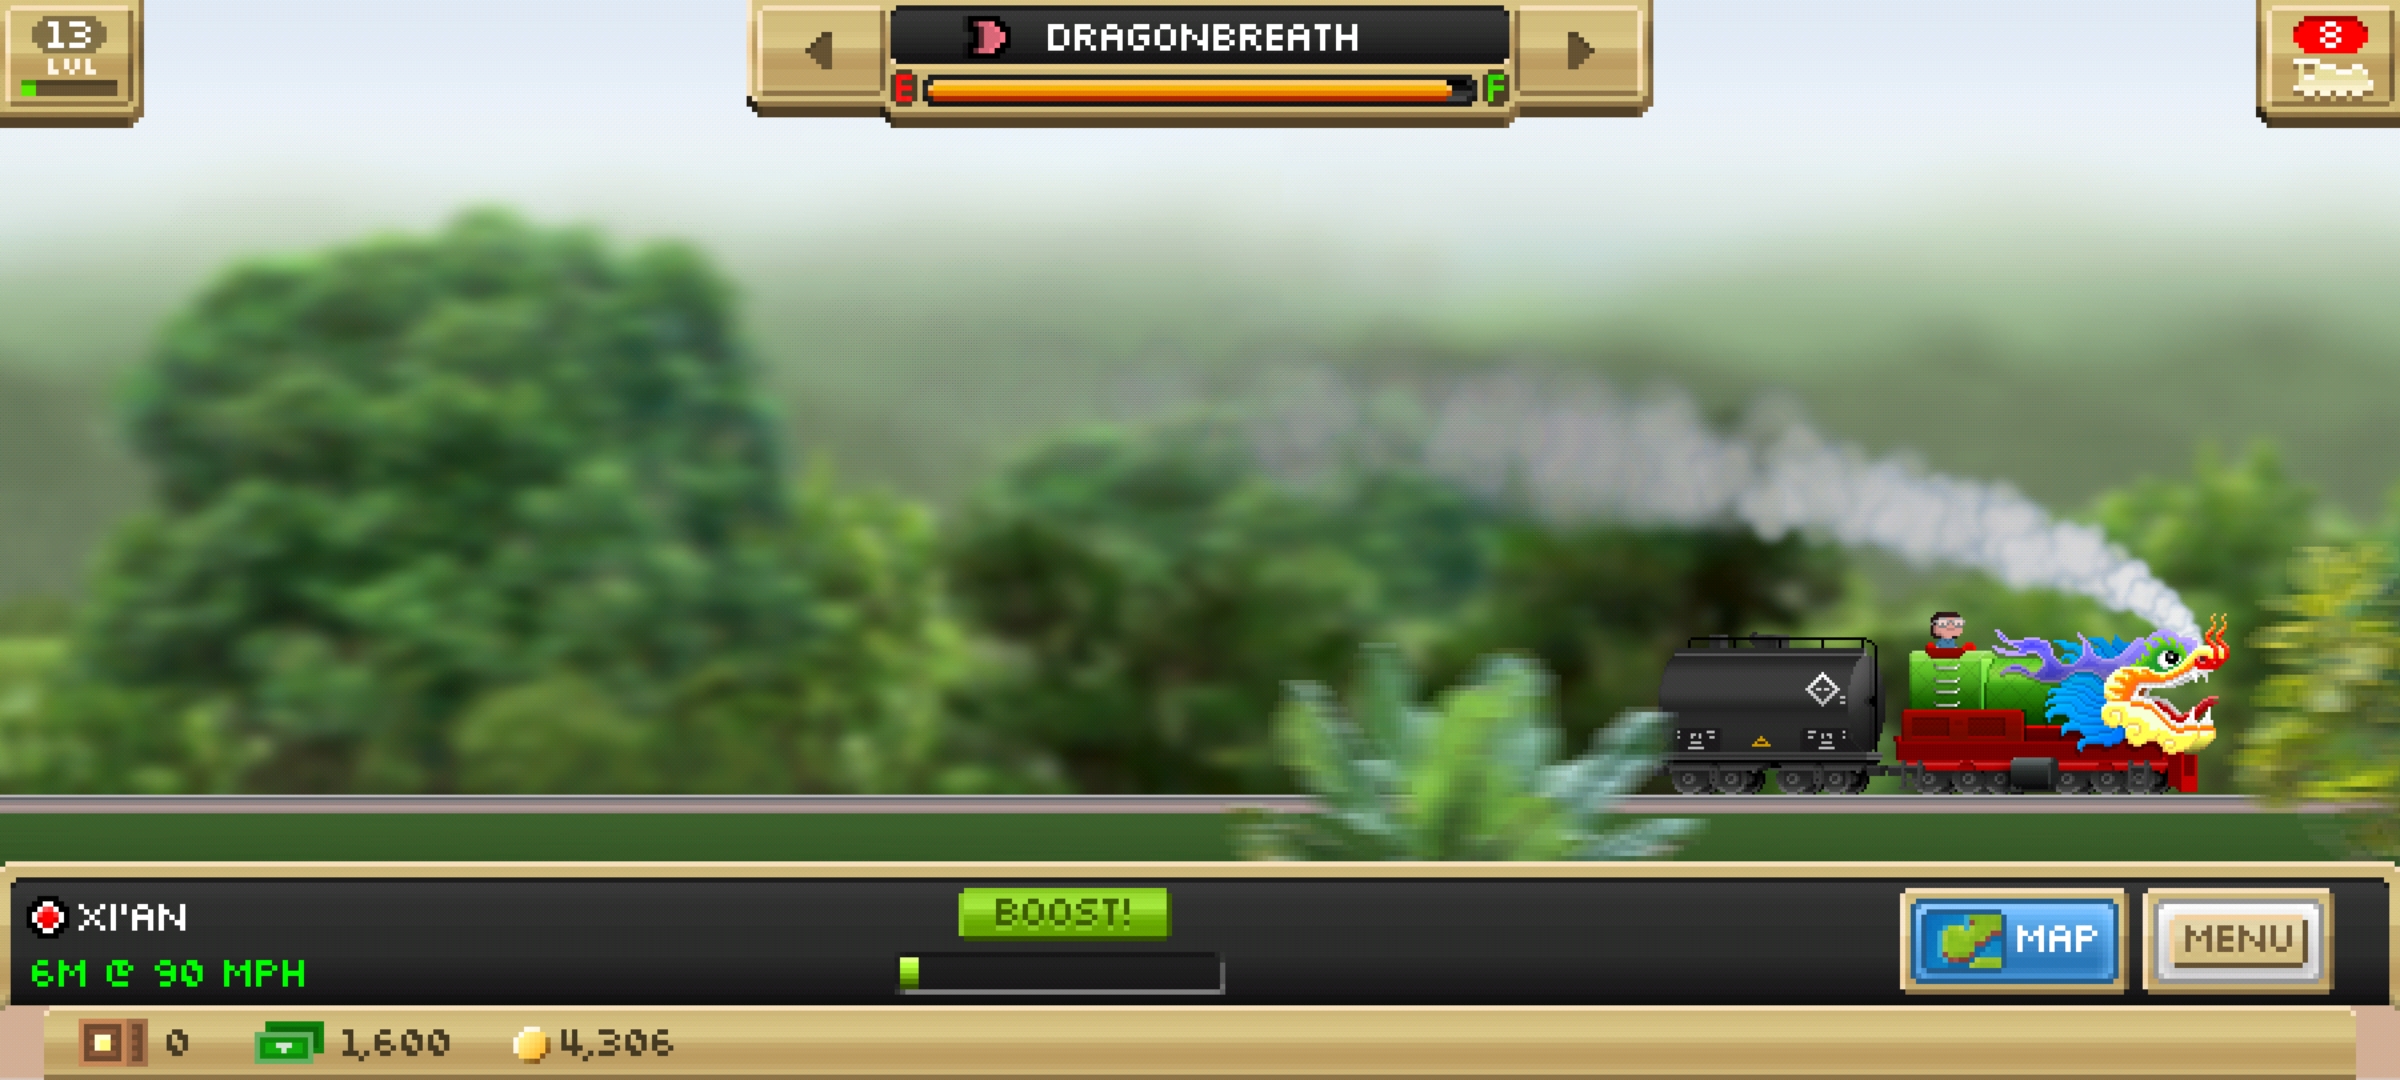 13
LVL
DRAGONBREATH
E F
8
XI'AN
6M @ 90 MPH
BOOST!
MAP
MENU
0
1,600
4,306